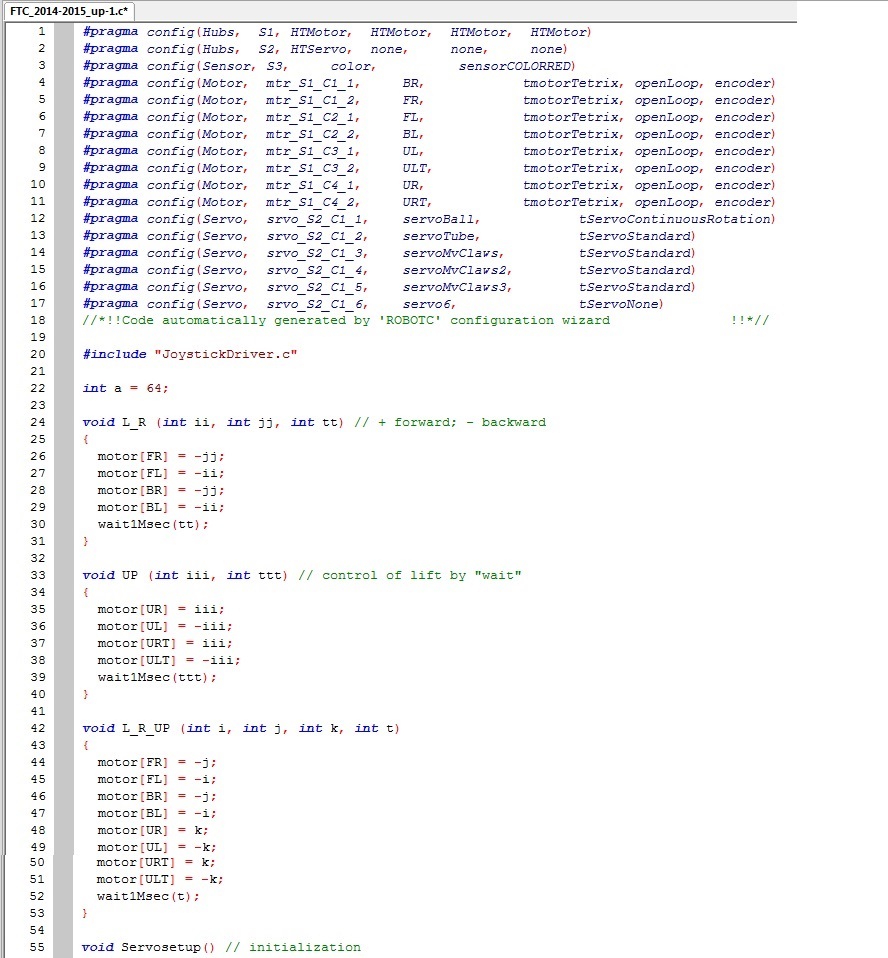 FTC_2014-2015_up-1.c*
1 #pragma config(Hubs, S1, HTMotor, HTMotor, HTMotor, HTMotor)
2 #pragma config(Hubs, S2, HTServo, none, none, none)
3 #pragma config(Sensor, S3, color, sensorCOLORRED)
4 #pragma config(Motor, mtr_S1_C1_1, BR, tmotorTetrix, openLoop, encoder)
5 #pragma config(Motor, mtr_S1_C1_2, FR, tmotorTetrix, openLoop, encoder)
6 #pragma config(Motor, mtr_S1_C2_1, FL, tmotorTetrix, openLoop, encoder)
7 #pragma config(Motor, mtr_S1_C2_2, BL, tmotorTetrix, openLoop, encoder)
8 #pragma config(Motor, mtr_S1_C3_1, UL, tmotorTetrix, openLoop, encoder)
9 #pragma config(Motor, mtr_S1_C3_2, ULT, tmotorTetrix, openLoop, encoder)
10 #pragma config(Motor, mtr_S1_C4_1, UR, tmotorTetrix, openLoop, encoder)
11 #pragma config(Motor, mtr_S1_C4_2, URT, tmotorTetrix, openLoop, encoder)
12 #pragma config(Servo, srvo_S2_C1_1, servoBall, tServoContinuousRotation)
13 #pragma config(Servo, srvo_S2_C1_2, servoTube, tServoStandard)
14 #pragma config(Servo, srvo_S2_C1_3, servoMvClaws, tServoStandard)
15 #pragma config(Servo, srvo_S2_C1_4, servoMvClaws2, tServoStandard)
16 #pragma config(Servo, srvo_S2_C1_5, servoMvClaws3, tServoStandard)
17 #pragma config(Servo, srvo_S2_C1_6, servo6, tServoNone)
18 //*!!Code automatically generated by 'ROBOTC' configuration wizard !!*//
19
20 #include "JoystickDriver.c"
21
22 int a = 64;
23
24 void L_R (int ii, int jj, int tt) // + forward; - backward
25 {
26 motor[FR] = -jj;
27 motor[FL] = -ii;
28 motor[BR] = -jj;
29 motor[BL] = -ii;
30 wait1Msec(tt);
31 }
32
33 void UP (int iii, int ttt) // control of lift by "wait"
34 {
35 motor[UR] = iii;
36 motor[UL] = -iii;
37 motor[URT] = iii;
38 motor[ULT] = -iii;
39 wait1Msec(ttt);
40 }
41
42 void L_R_UP (int i, int j, int k, int t)
43 {
44 motor[FR] = -j;
45 motor[FL] = -i;
46 motor[BR] = -j;
47 motor[BL] = -i;
48 motor[UR] = k;
49 motor[UL] = -k;
50 motor[URT] = k;
51 motor[ULT] = -k;
52 wait1Msec(t);
53 }
54
55 void Servosetup() // initialization